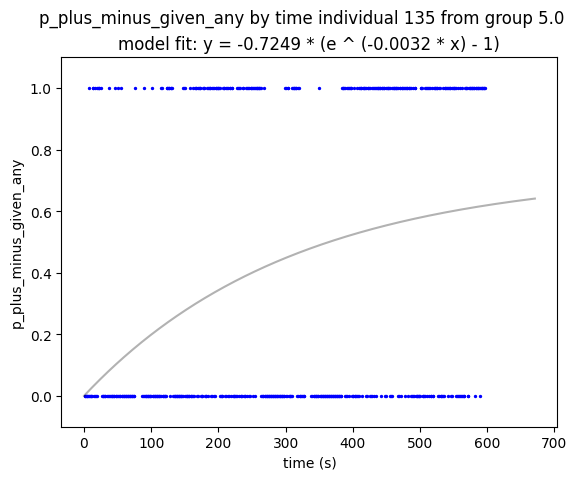 p_plus_minus_given_any by time individual 135 from group 5.0
model fit: y = -0.7249 * (e ^ (-0.0032 * x) - 1)
p_plus_minus_given_any
1.0
0.8
0.6
0.4
0.2
0.0
0 100 200 300 400 500 600 700
time (s)